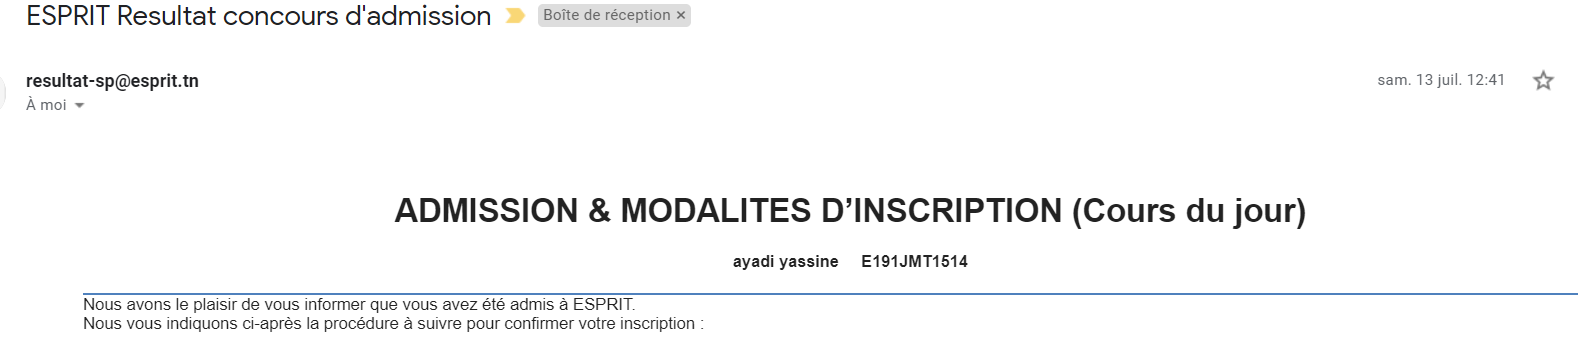 ESPRIT Resultat concours d'admission Boîte de réception ×
resultat-sp@esprit.tn sam. 13 juil. 12:41
À moi
ADMISSION & MODALITES D’INSCRIPTION (Cours du jour)
ayadi yassine E191JMT1514
Nous avons le plaisir de vous informer que vous avez été admis à ESPRIT.
Nous vous indiquons ci-après la procédure à suivre pour confirmer votre inscription :